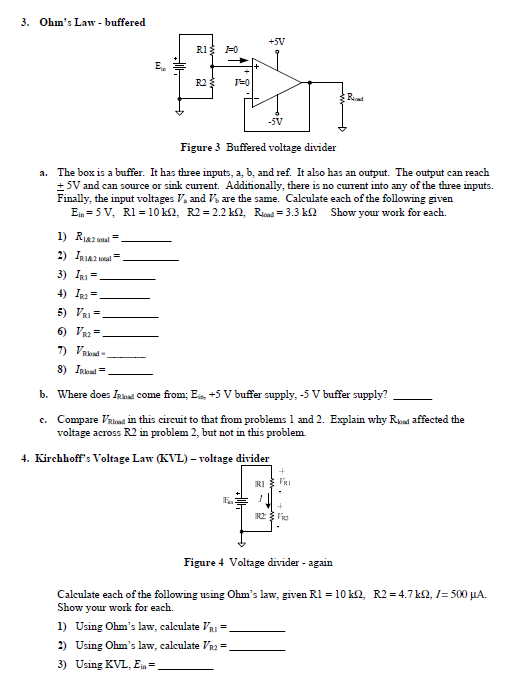 3. Ohm's Law - buffered
+5V
R1 I=0
Ein + -
+ +
R2 V=0
- -
Rload
-5V
Figure 3 Buffered voltage divider
a. The box is a buffer. It has three inputs, a, b, and ref. It also has an output. The output can reach
± 5V and can source or sink current. Additionally, there is no current into any of the three inputs.
Finally, the input voltages Va and Vb are the same. Calculate each of the following given
Ein = 5 V, R1 = 10 kΩ, R2 = 2.2 kΩ, Rload = 3.3 kΩ Show your work for each.
1) R1&2 total = ________
2) IR1&2 total = ________
3) IR1 = ________
4) IR2 = ________
5) VR1 = ________
6) VR2 = ________
7) VRload = ________
8) IRload = ________
b. Where does IRload come from; Ein, +5 V buffer supply, -5 V buffer supply? ______
c. Compare VRload in this circuit to that from problems 1 and 2. Explain why Rload affected the
voltage across R2 in problem 2, but not in this problem.
4. Kirchhoff's Voltage Law (KVL) – voltage divider
+
R1 VR1
Ein + - I -
+
R2 VR2
-
Figure 4 Voltage divider - again
Calculate each of the following using Ohm's law, given R1 = 10 kΩ, R2 = 4.7 kΩ, I = 500 μA.
Show your work for each.
1) Using Ohm's law, calculate VR1 = ________
2) Using Ohm's law, calculate VR2 = ________
3) Using KVL, Ein = ________